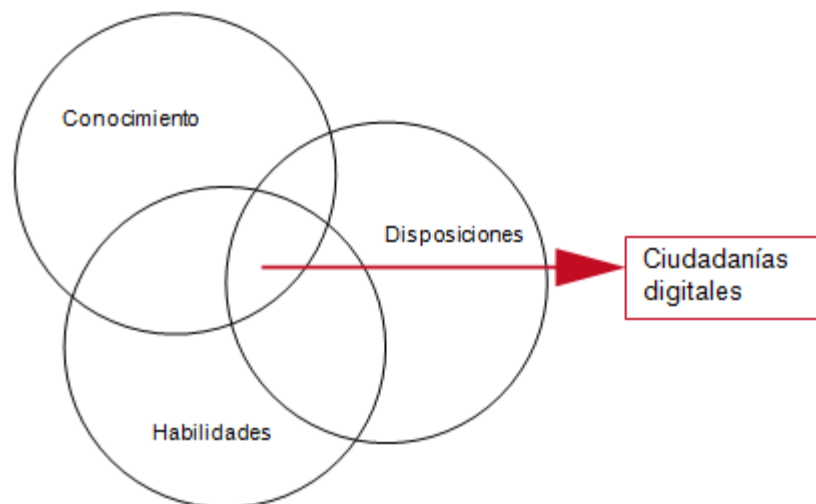 Conocimiento
Disposiciones
Ciudadanías
digitales
Habilidades